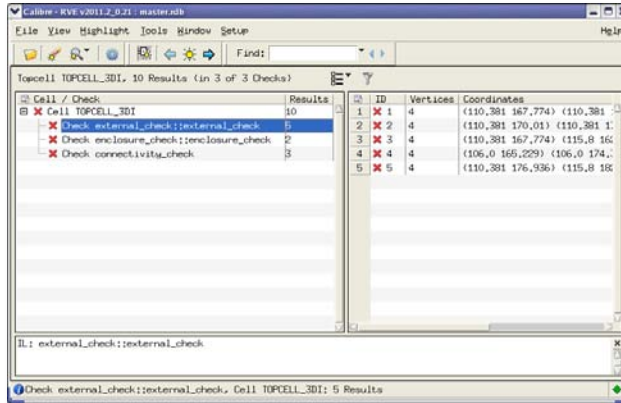 Calibre - RVE v2011.2_0.21 : master.rdb
File View Highlight Tools Window Setup Help
Find:
Topcell TOPCELL_3DI, 10 Results (in 3 of 3 Checks)
Cell / Check Results
Cell TOPCELL_3DI 10
Check external_check::external_check 5
Check enclosure_check::enclosure_check 2
Check connectivity_check 3
ID Vertices Coordinates
1 1 4 (110,381 167,774) (110,381
2 2 4 (110,381 170,01) (110,381
3 3 4 (110,381 167,774) (115,8
4 4 4 (106,0 165,229) (106,0 174,
5 5 4 (110,381 176,936) (115,8
IL: external_check::external_check
Check external_check::external_check, Cell TOPCELL_3DI: 5 Results